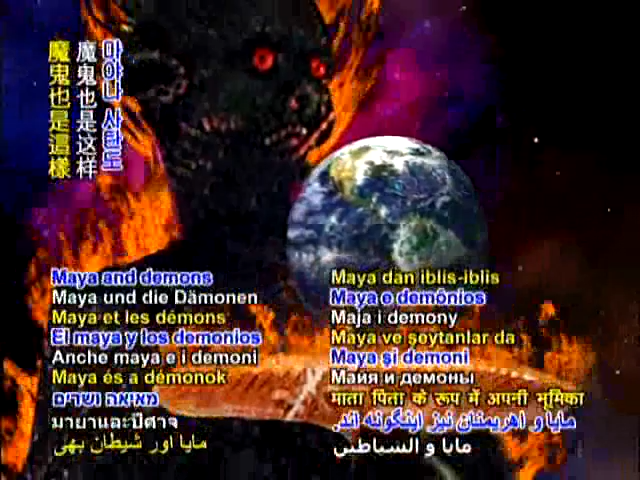 마야나 사탄도
魔鬼也是这样
魔鬼也是這樣
Maya and demons
Maya und die Dämonen
Maya et les démons
El maya y los demonios
Anche maya e i demoni
Maya és a démonok
מאיאה ושדים
มายาและปีศาจ
مایا اور شیطان بھی
Maya dan iblis-iblis
Maya e demónios
Maja i demony
Maya ve şeytanlar da
Maya şi demoni
Майя и демоны
माता पिता के रूप में अपनी भूमिका
مایا و اهریمنان نیز اینگونه اند.
مايا و الشياطين